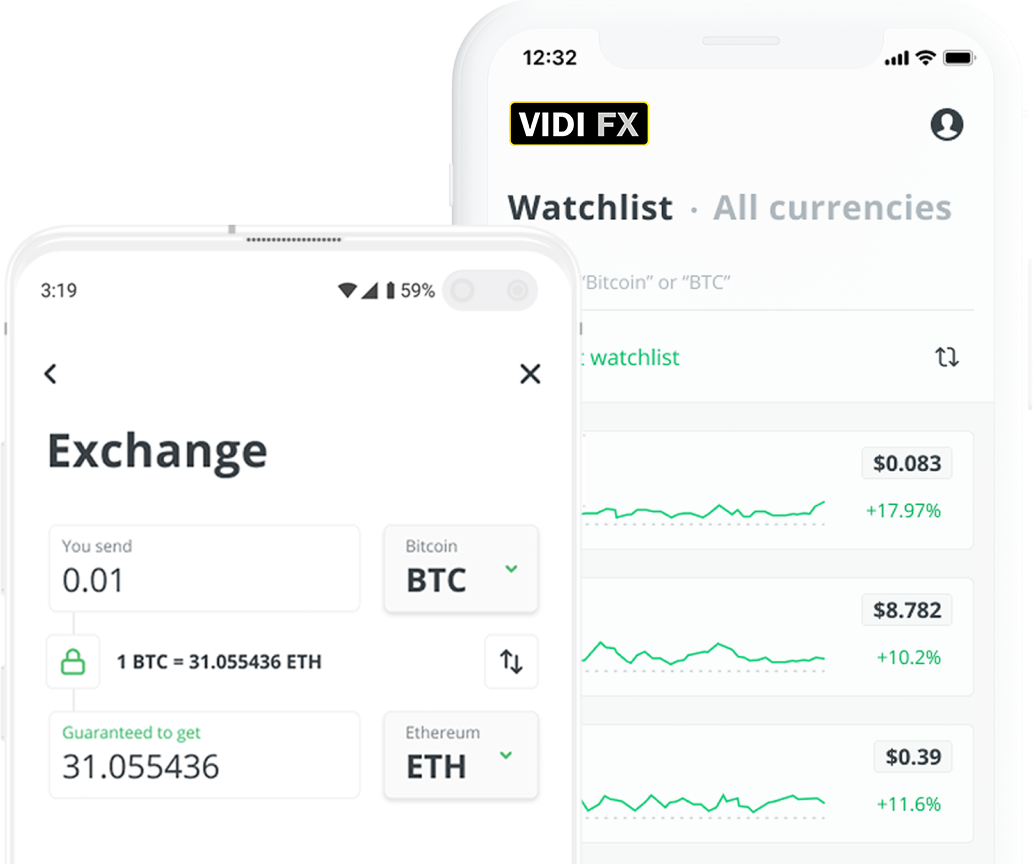 12:32
VIDI FX
Watchlist · All currencies
“Bitcoin” or “BTC”
watchlist
$0.083
+17.97%
$8.782
+10.2%
$0.39
+11.6%
3:19
59%
Exchange
You send
0.01
Bitcoin
BTC
1 BTC = 31.055436 ETH
Guaranteed to get
31.055436
Ethereum
ETH